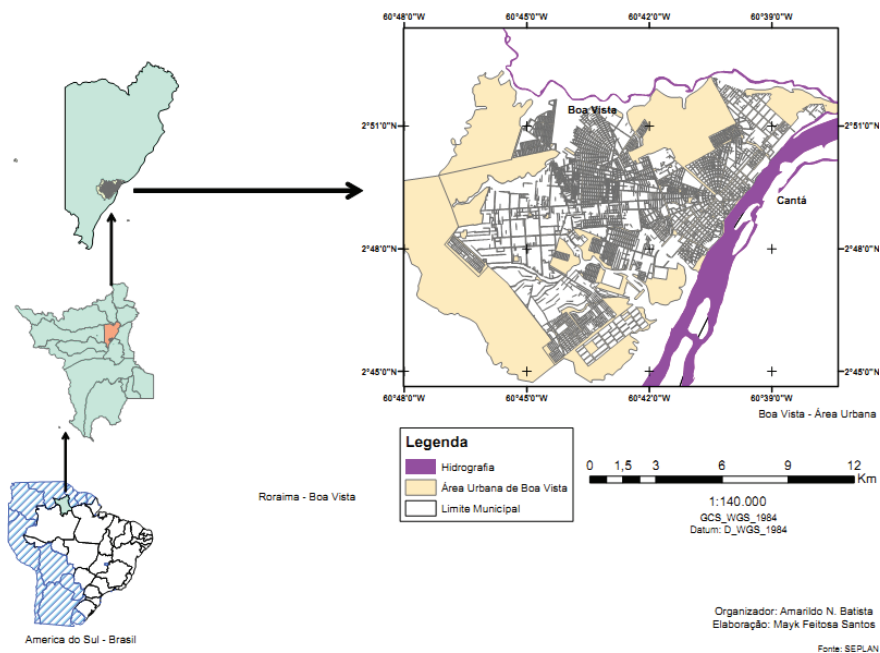 60°48'0"W 60°45'0"W 60°42'0"W 60°39'0"W
Boa Vista
2°51'0"N 2°51'0"N
Cantá
2°48'0"N 2°48'0"N
2°45'0"N 2°45'0"N
60°48'0"W 60°45'0"W 60°42'0"W 60°39'0"W
Boa Vista - Área Urbana
Legenda
Hidrografia
Área Urbana de Boa Vista
Limite Municipal
0 1,5 3 6 9 12
Km
1:140.000
GCS_WGS_1984
Datum: D_WGS_1984
Roraima - Boa Vista
America do Sul - Brasil
Organizador: Amarildo N. Batista
Elaboração: Mayk Feitosa Santos
Fonte: SEPLAN